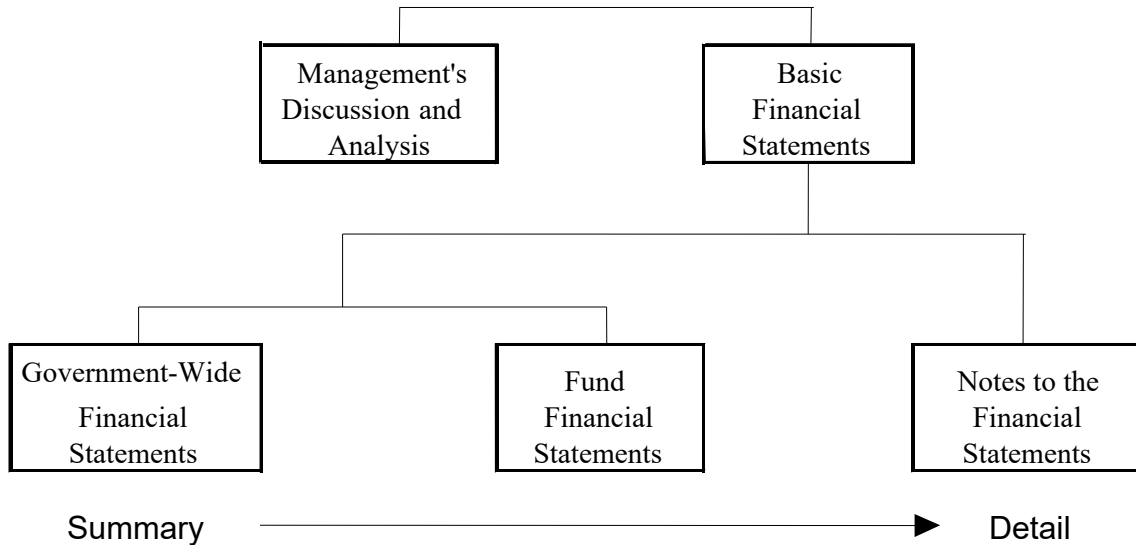 Management's
Discussion and
Analysis
Basic
Financial
Statements
Government-Wide
Financial
Statements
Fund
Financial
Statements
Notes to the
Financial
Statements
Summary
Detail